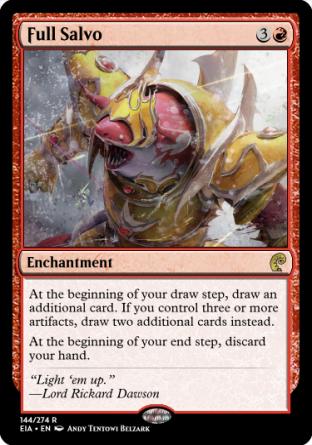 Full Salvo 3
Enchantment
At the beginning of your draw step, draw an
additional card. If you control three or more
artifacts, draw two additional cards instead.
At the beginning of your end step, discard
your hand.
“Light ’em up.”
—Lord Rickard Dawson
144/274 R
EIA • EN Andy Tentowi Belzark